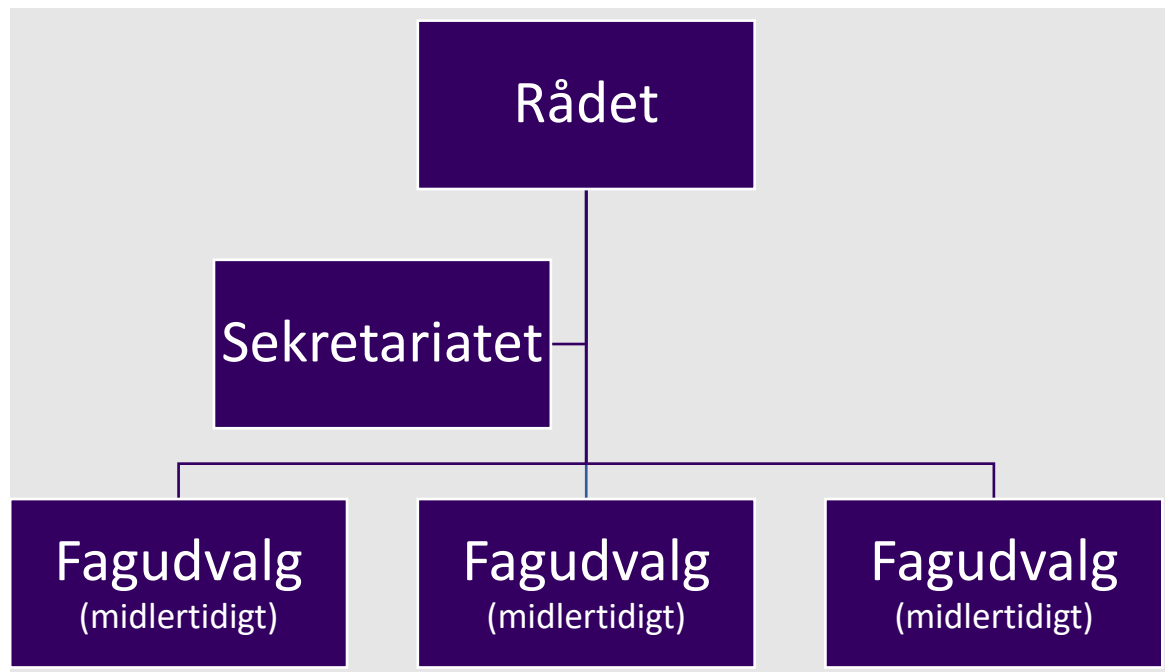 Rådet
Sekretariatet
Fagudvalg
(midlertidigt)
Fagudvalg
(midlertidigt)
Fagudvalg
(midlertidigt)